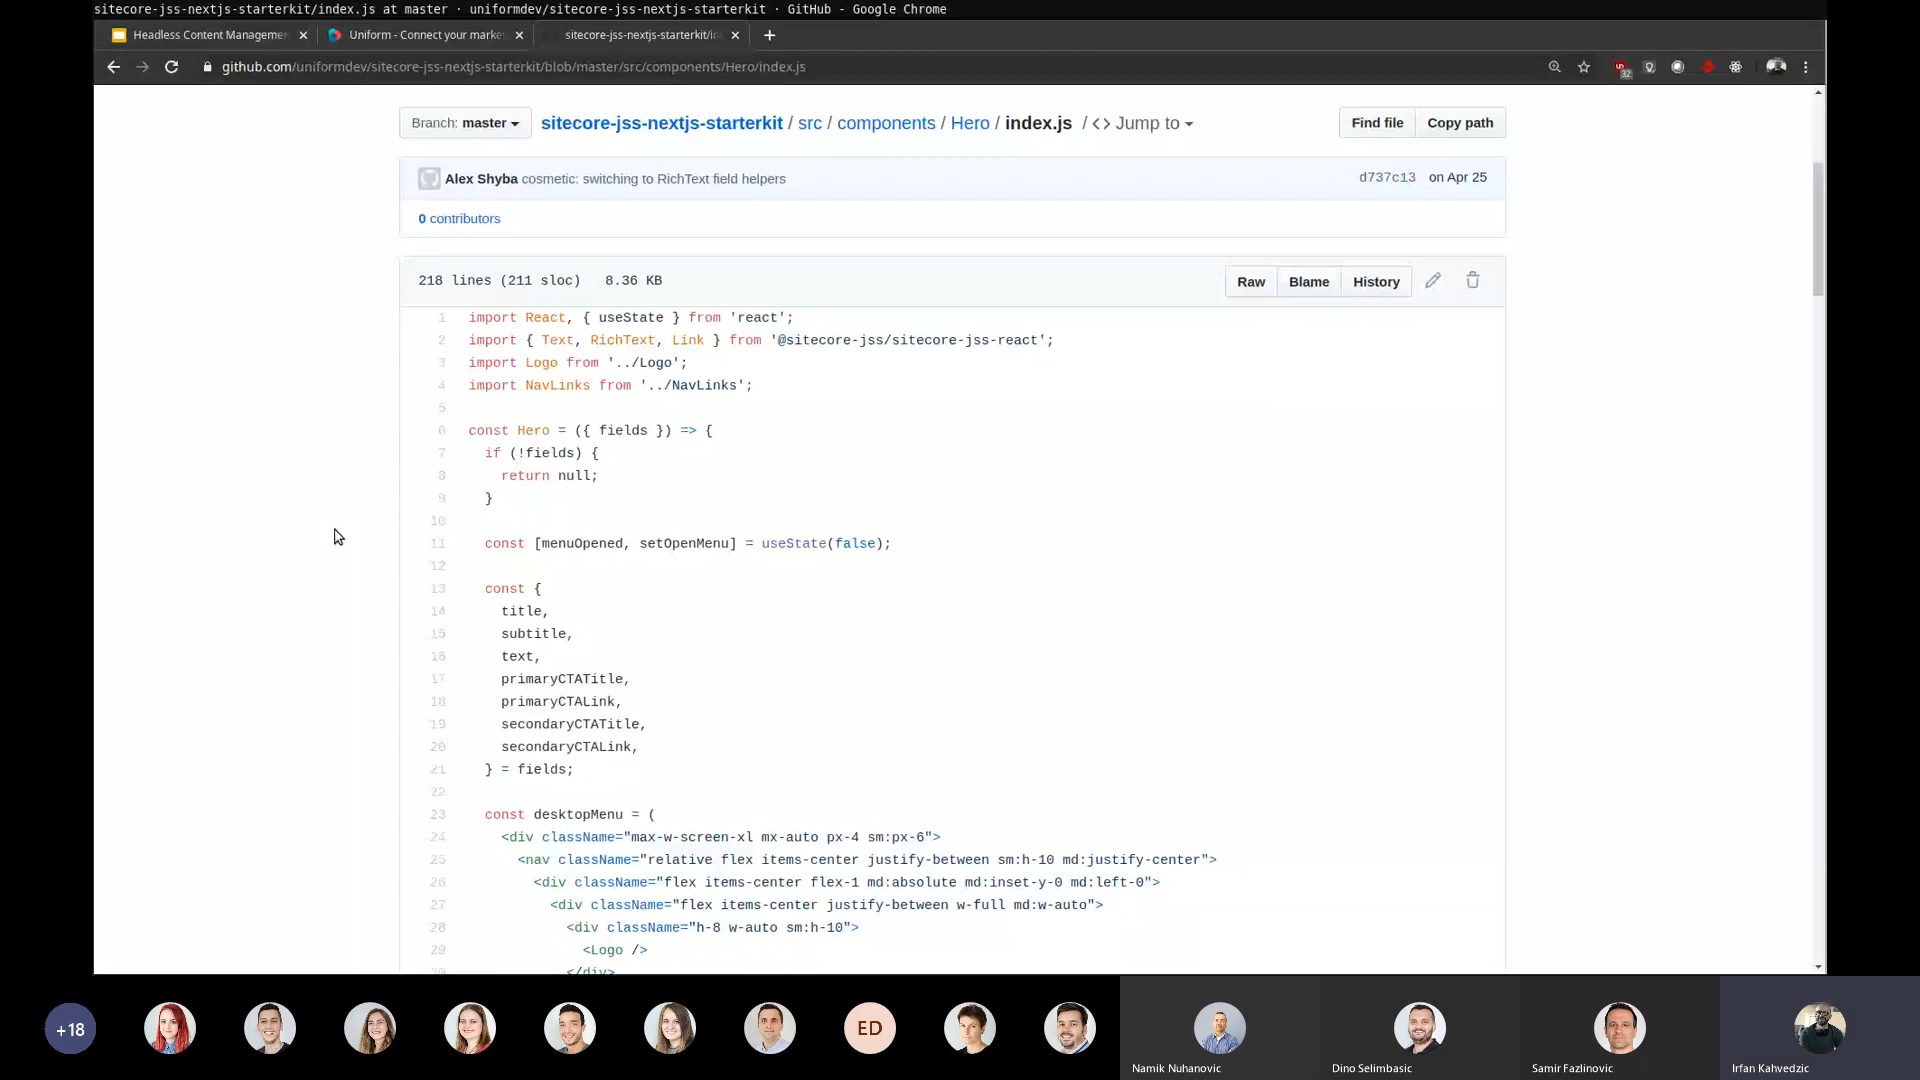 sitecore-jss-nextjs-starterkit/index.js at master · uniformdev/sitecore-jss-nextjs-starterkit · GitHub - Google Chrome
Headless Content Managemen
Uniform - Connect your marke
sitecore-jss-nextjs-starterkit/in
github.com/uniformdev/sitecore-jss-nextjs-starterkit/blob/master/src/components/Hero/index.js
32
Branch: master
sitecore-jss-nextjs-starterkit / src / components / Hero / index.js / <> Jump to
Find file
Copy path
Alex Shyba cosmetic: switching to RichText field helpers
d737c13 on Apr 25
0 contributors
218 lines (211 sloc) 8.36 KB
Raw
Blame
History
1 import React, { useState } from 'react';
2 import { Text, RichText, Link } from '@sitecore-jss/sitecore-jss-react';
3 import Logo from '../Logo';
4 import NavLinks from '../NavLinks';
5
6 const Hero = ({ fields }) => {
7 if (!fields) {
8 return null;
9 }
10
11 const [menuOpened, setOpenMenu] = useState(false);
12
13 const {
14 title,
15 subtitle,
16 text,
17 primaryCTATitle,
18 primaryCTALink,
19 secondaryCTATitle,
20 secondaryCTALink,
21 } = fields;
22
23 const desktopMenu = (
24 <div className="max-w-screen-xl mx-auto px-4 sm:px-6">
25 <nav className="relative flex items-center justify-between sm:h-10 md:justify-center">
26 <div className="flex items-center flex-1 md:absolute md:inset-y-0 md:left-0">
27 <div className="flex items-center justify-between w-full md:w-auto">
28 <div className="h-8 w-auto sm:h-10">
29 <Logo />
30 </div>
+18
ED
Namik Nuhanovic
Dino Selimbasic
Samir Fazlinovic
Irfan Kahvedzic